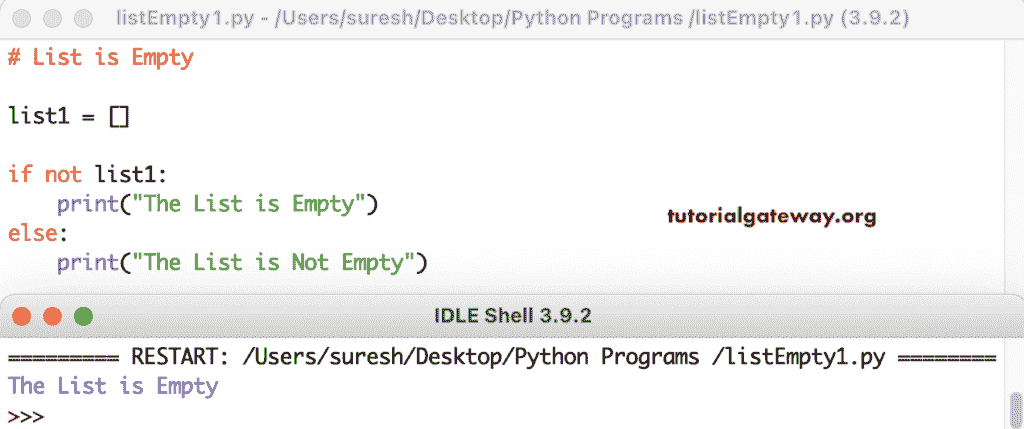 listEmpty1.py - /Users/suresh/Desktop/Python Programs /listEmpty1.py (3.9.2)
# List is Empty
list1 = []
if not list1:
    print("The List is Empty")
tutorialgateway.org
else:
    print("The List is Not Empty")
IDLE Shell 3.9.2
========= RESTART: /Users/suresh/Desktop/Python Programs /listEmpty1.py ========
The List is Empty
>>>